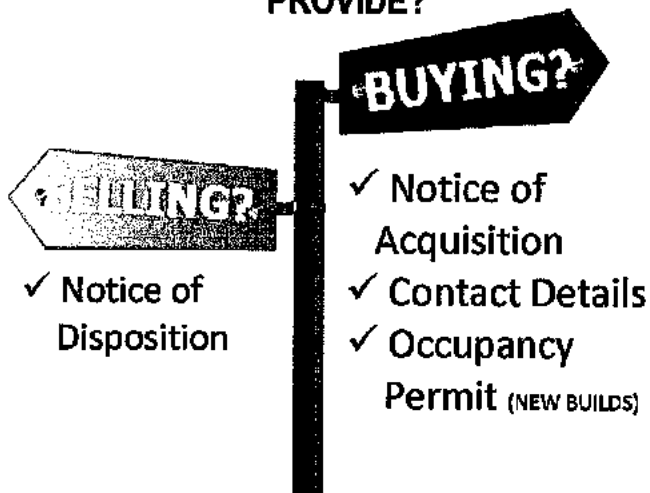 PROVIDE?
BUYING?
SELLING?
✓ Notice of
Acquisition
✓ Contact Details
✓ Occupancy
Permit (NEW BUILDS)
✓ Notice of
Disposition